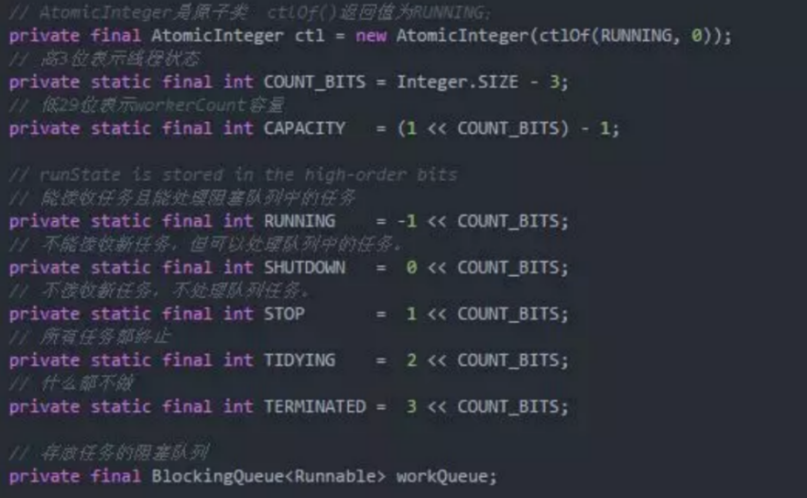 // AtomicInteger是原子类 ctlOf()返回值为RUNNING;
private final AtomicInteger ctl = new AtomicInteger(ctlOf(RUNNING, 0));
// 高3位表示线程状态
private static final int COUNT_BITS = Integer.SIZE - 3;
// 低29位表示workerCount容量
private static final int CAPACITY   = (1 << COUNT_BITS) - 1;
// runState is stored in the high-order bits
// 能接收任务且能处理阻塞队列中的任务
private static final int RUNNING    = -1 << COUNT_BITS;
// 不能接收新任务，但可以处理队列中的任务。
private static final int SHUTDOWN   =  0 << COUNT_BITS;
// 不接收新任务，不处理队列任务。
private static final int STOP       =  1 << COUNT_BITS;
// 所有任务都终止
private static final int TIDYING    =  2 << COUNT_BITS;
// 什么都不做
private static final int TERMINATED =  3 << COUNT_BITS;
// 存放任务的阻塞队列
private final BlockingQueue<Runnable> workQueue;